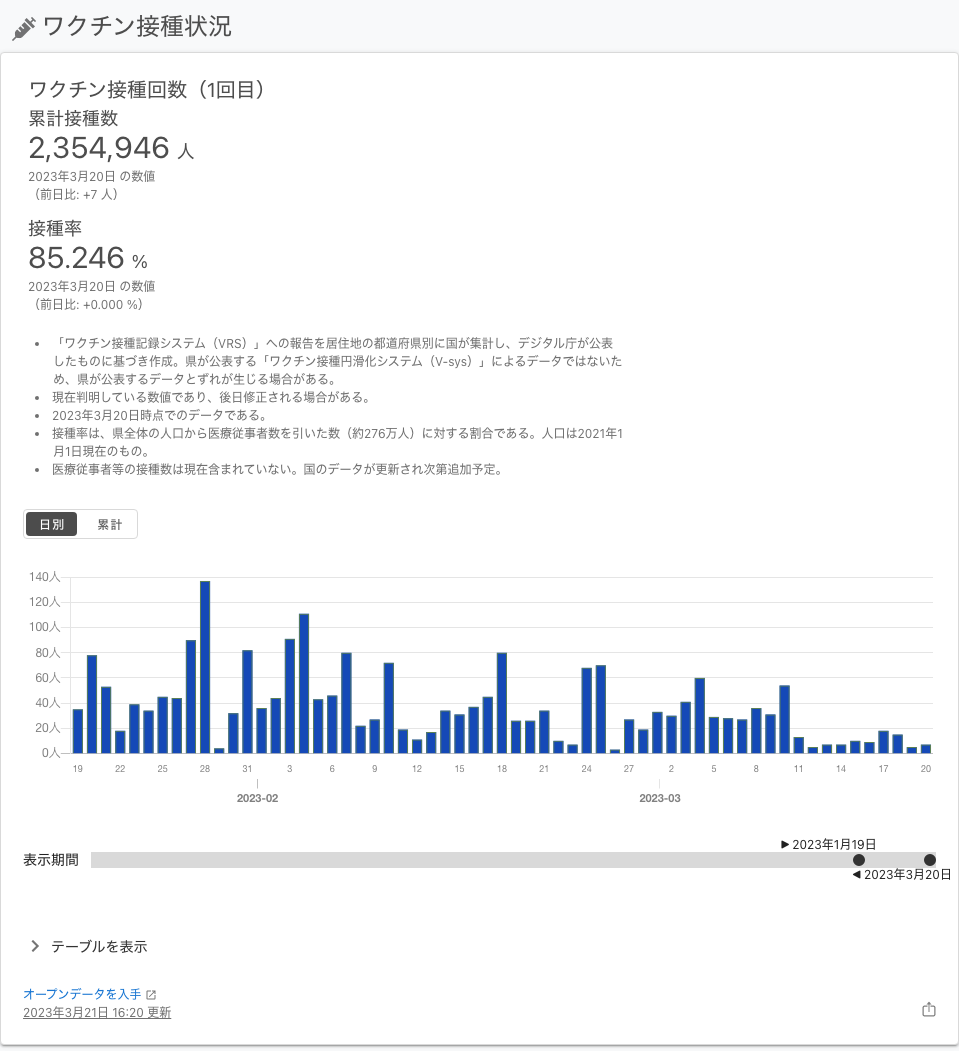 ワクチン接種状況
ワクチン接種回数（1回目）
累計接種数
2,354,946 人
2023年3月20日 の数値
（前日比: +7 人）
接種率
85.246 %
2023年3月20日 の数値
（前日比: +0.000 %）
• 「ワクチン接種記録システム（VRS）」への報告を居住地の都道府県別に国が集計し、デジタル庁が公表
したものに基づき作成。県が公表する「ワクチン接種円滑化システム（V-sys）」によるデータではないた
め、県が公表するデータとずれが生じる場合がある。
• 現在判明している数値であり、後日修正される場合がある。
• 2023年3月20日時点でのデータである。
• 接種率は、県全体の人口から医療従事者数を引いた数（約276万人）に対する割合である。人口は2021年1
月1日現在のもの。
• 医療従事者等の接種数は現在含まれていない。国のデータが更新され次第追加予定。
日別 累計
140人
120人
100人
80人
60人
40人
20人
0人
19 22 25 28 31 3 6 9 12 15 18 21 24 27 2 5 8 11 14 17 20
2023-02 2023-03
▶ 2023年1月19日
表示期間
◀ 2023年3月20日
テーブルを表示
オープンデータを入手
2023年3月21日 16:20 更新